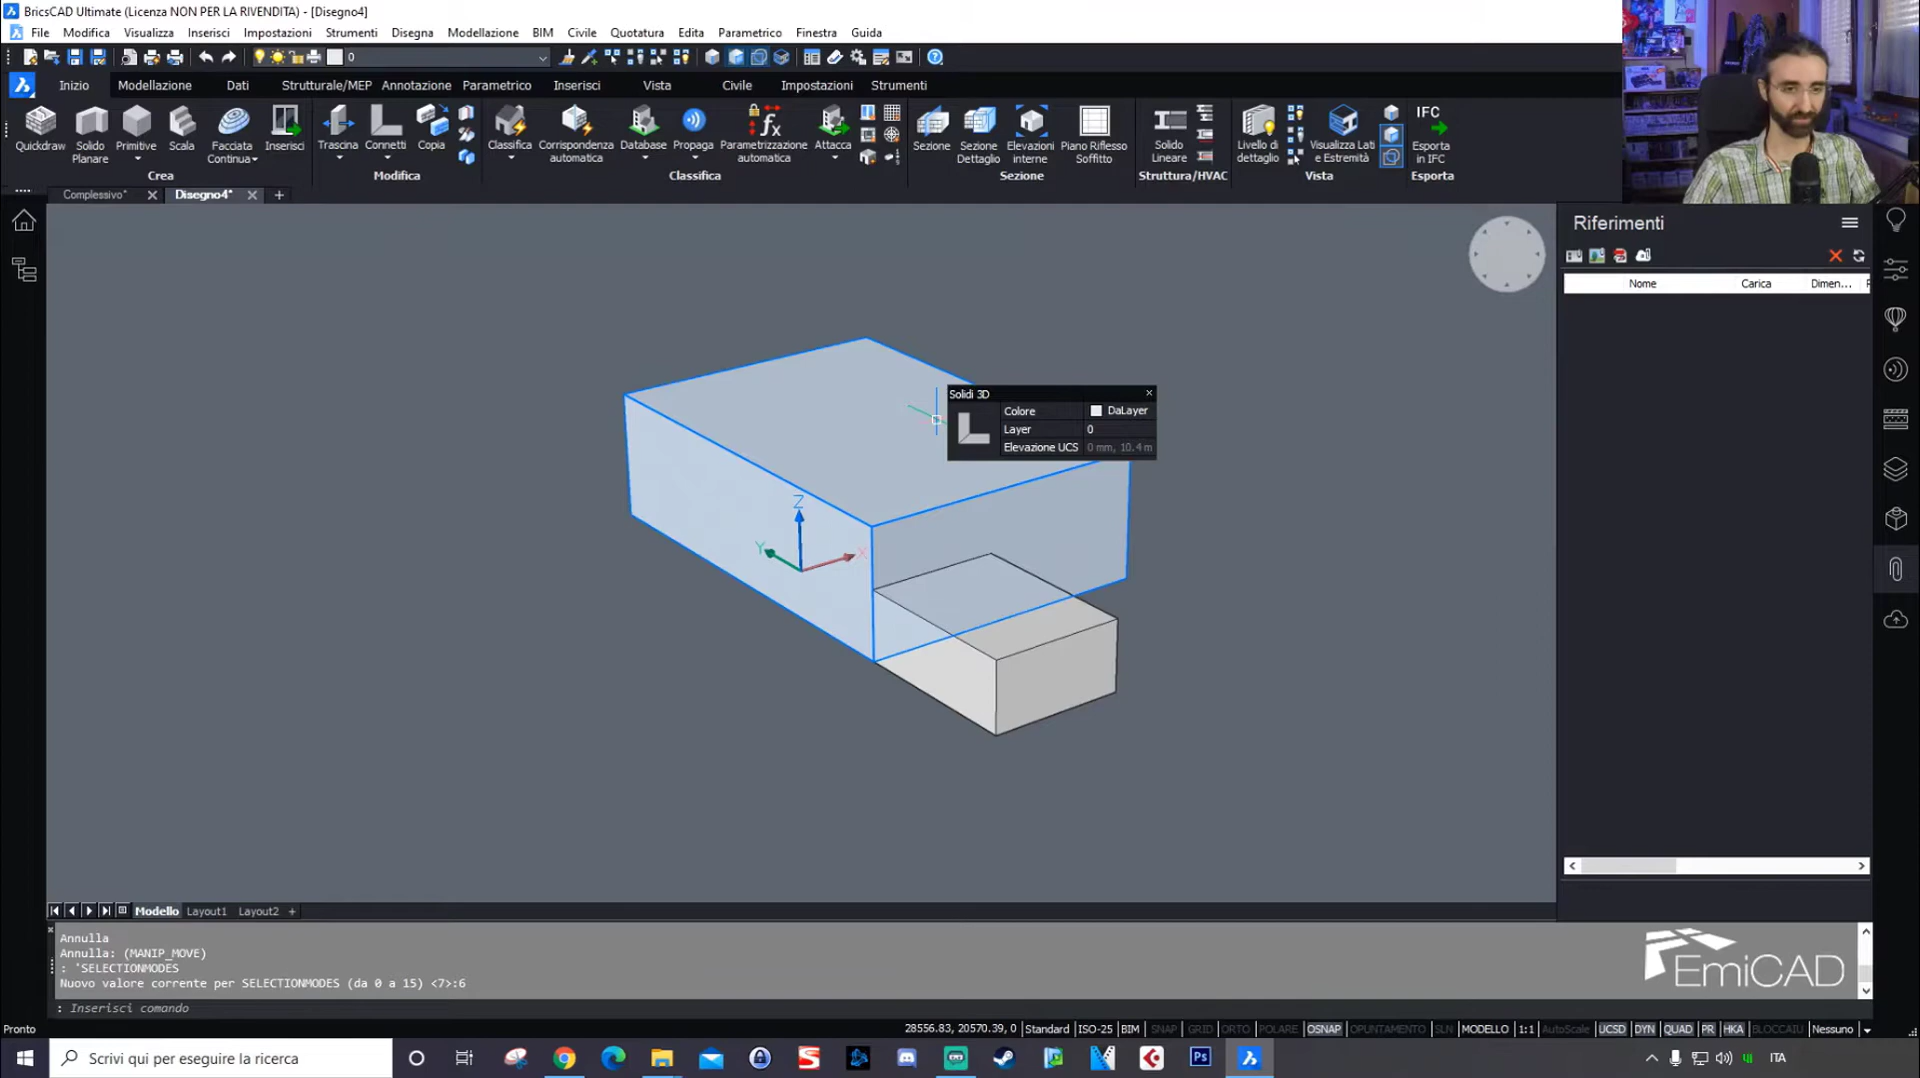 BricsCAD Ultimate (Licenza NON PER LA RIVENDITA) - [Disegno4]
File Modifica Visualizza Inserisci Impostazioni Strumenti Disegna Modellazione BIM Civile Quotatura Edita Parametrico Finestra Guida
0
Inizio Modellazione Dati Strutturale/MEP Annotazione Parametrico Inserisci Vista Civile Impostazioni Strumenti
Quickdraw
Solido Planare
Primitive
Scala
Facciata Continua
Inserisci
Trascina
Connetti
Copia
Classifica
Corrispondenza automatica
Database
Propaga
fx
Parametrizzazione automatica
Attacca
Sezione
Sezione Dettaglio
Elevazioni interne
Piano Riflesso Soffitto
Solido Lineare
Livello di dettaglio
Visualizza Lati e Estremità
IFC
Esporta in IFC
Crea Modifica Classifica Sezione Struttura/HVAC Vista Esporta
Complessivo* Disegno4*
Riferimenti
Nome Carica Dimen...
Solidi 3D
Colore DaLayer
Layer 0
Elevazione UCS 0 mm, 10.4 m
Z
Y X
Modello Layout1 Layout2 +
Annulla
Annulla: (MANIP_MOVE)
: 'SELECTIONMODES
Nuovo valore corrente per SELECTIONMODES (da 0 a 15) <7>:6
: Inserisci comando
EmiCAD
Pronto 28556.83, 20570.39, 0 Standard ISO-25 BIM SNAP GRID ORTO POLARE OSNAP OPUNTAMENTO SLN MODELLO 1:1 AutoScale UCSD DYN QUAD PR HKA BLOCCAIU Nessuno
Scrivi qui per eseguire la ricerca
Ps
ITA